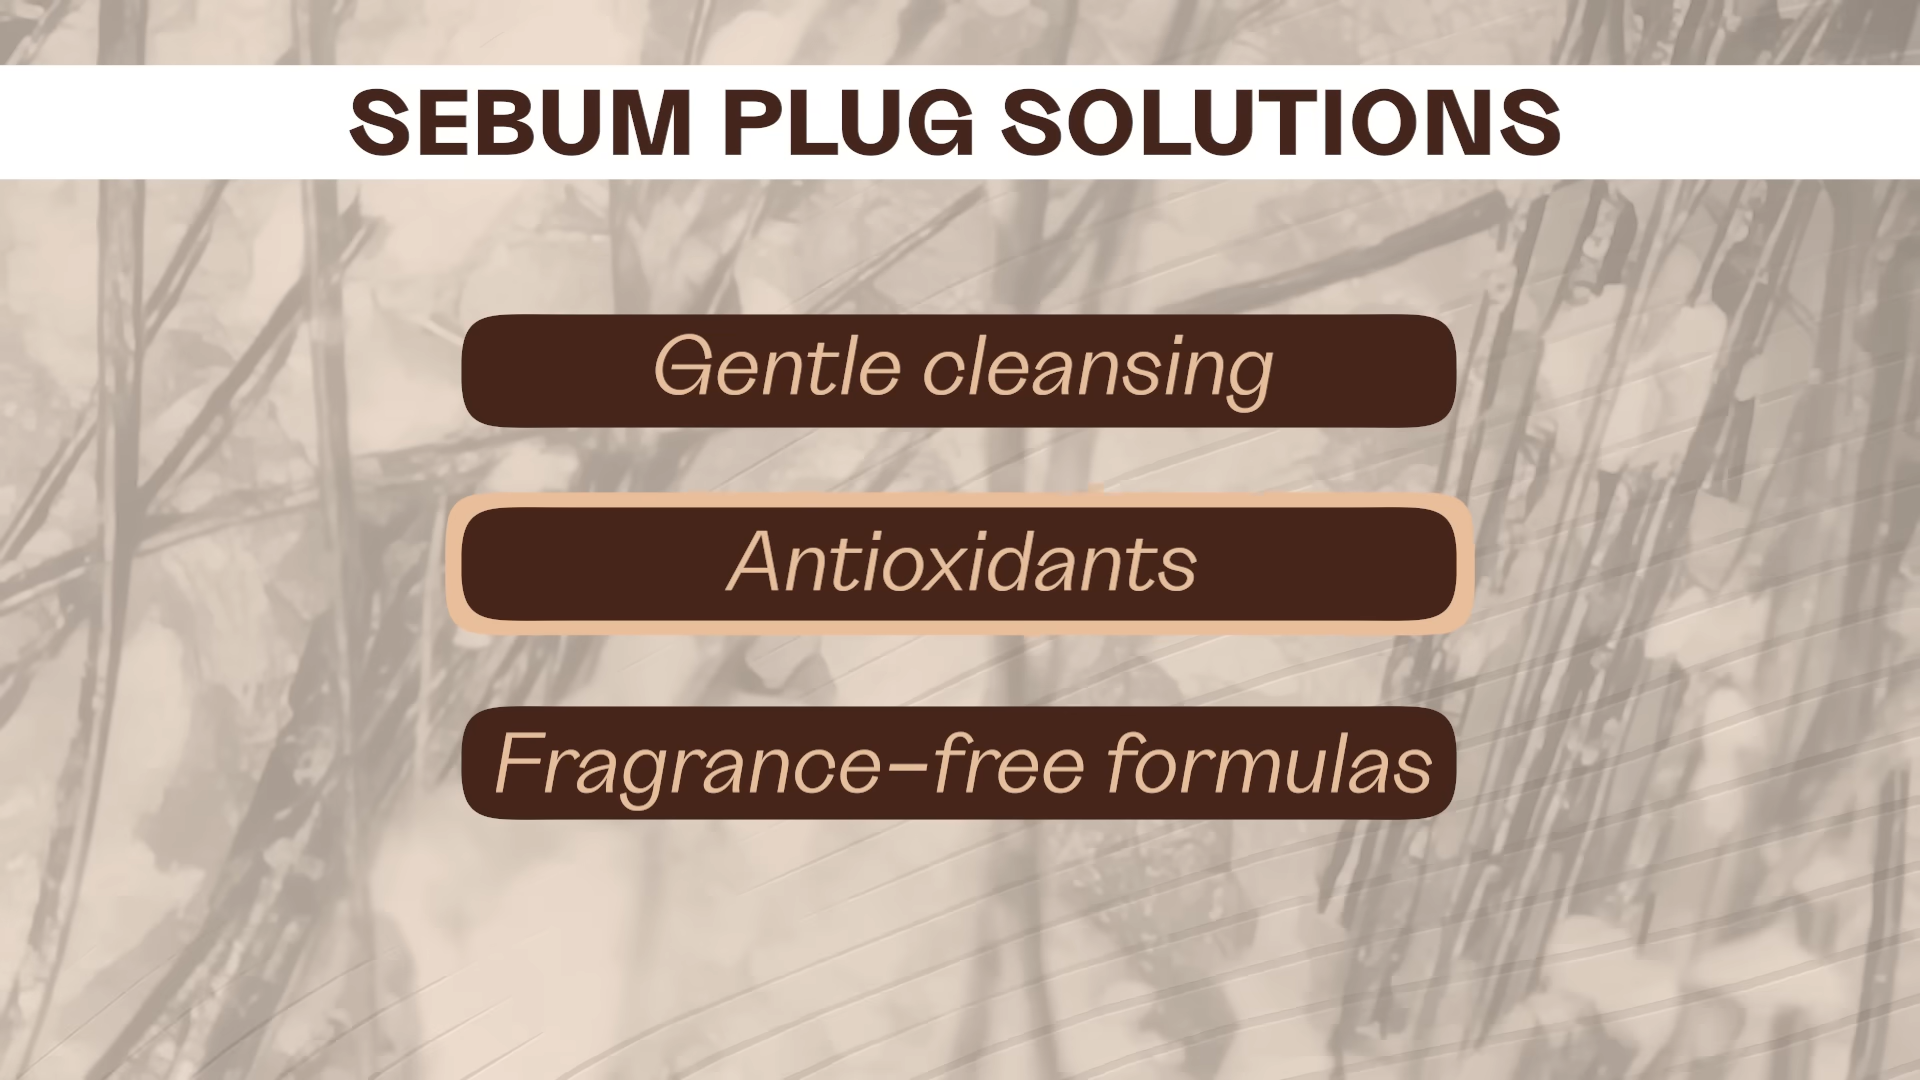 SEBUM PLUG SOLUTIONS
Gentle cleansing
Antioxidants
Fragrance-free formulas